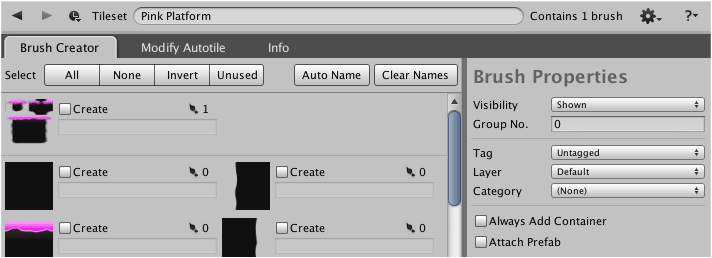 Tileset Pink Platform Contains 1 brush ?
Brush Creator Modify Autotile Info
Select All None Invert Unused Auto Name Clear Names
Create 1
Create 0 Create 0
Create 0 Create 0
Brush Properties
Visibility Shown
Group No. 0
Tag Untagged
Layer Default
Category (None)
Always Add Container
Attach Prefab